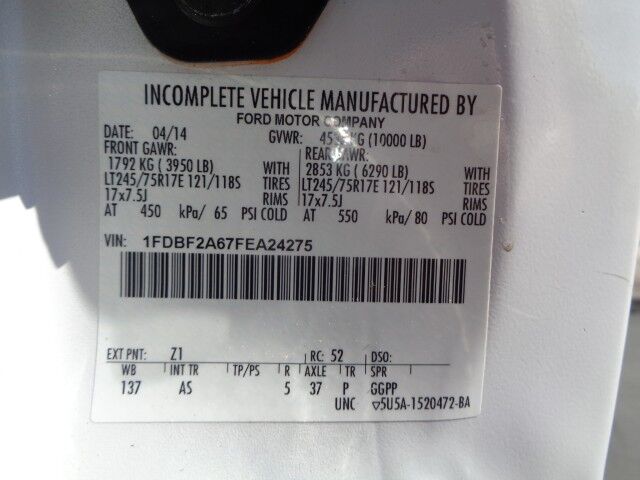 INCOMPLETE VEHICLE MANUFACTURED BY
FORD MOTOR COMPANY
DATE: 04/14 GVWR: KG (10000 LB)
FRONT GAWR: REAR GAWR:
1792 KG ( 3950 LB) WITH 2853 KG ( 6290 LB) WITH
LT245/75R17E 121/118S TIRES LT245/75R17E 121/118S TIRES
17x7.5J RIMS 17x7.5J RIMS
AT 450 kPa/ 65 PSI COLD AT 550 kPa/ 80 PSI COLD
VIN: 1FDBF2A67FEA24275
EXT PNT: Z1 RC: 52 DSO:
WB INT TR TP/PS R AXLE TR SPR
137 AS 5 37 P GGPP
UNC ▽5U5A-1520472-BA